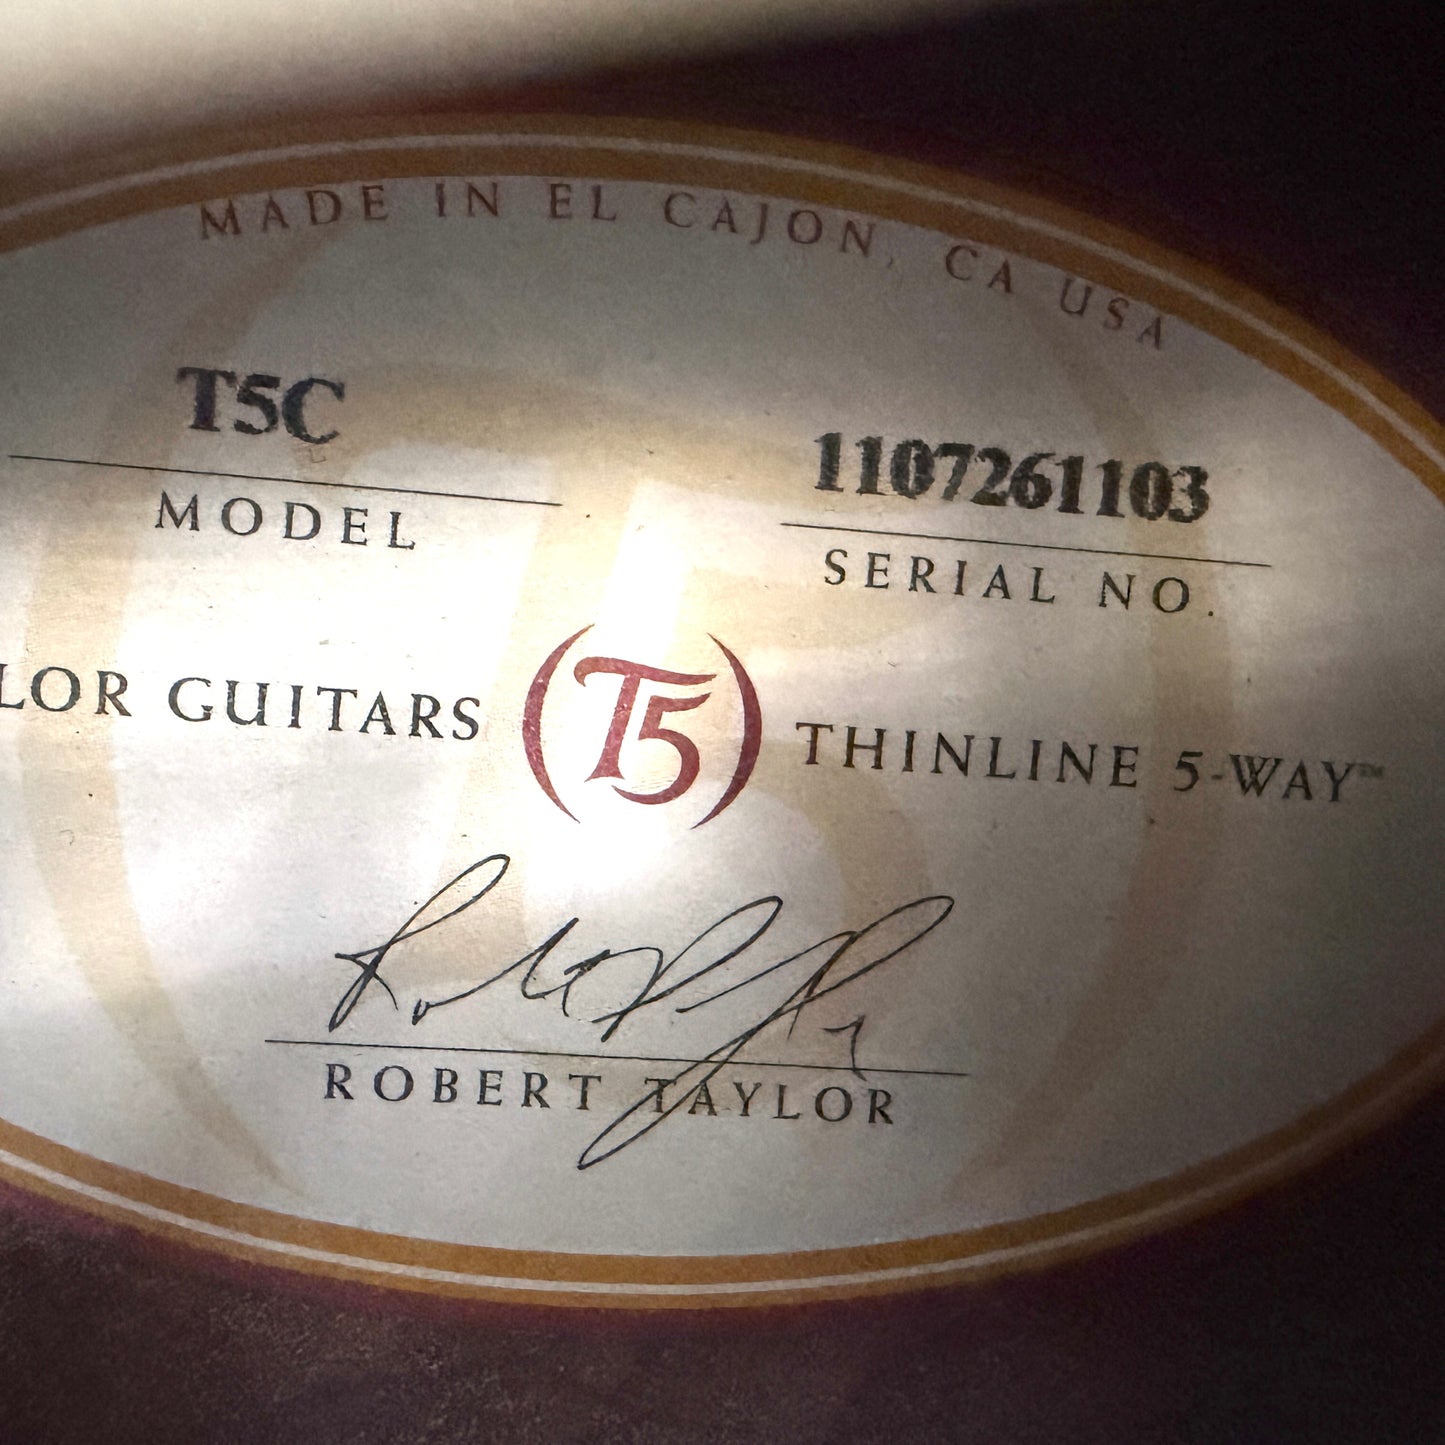 MADE IN EL CAJON, CA USA
T5C
MODEL
1107261103
SERIAL NO.
LOR GUITARS (T5) THINLINE 5-WAY™
ROBERT TAYLOR